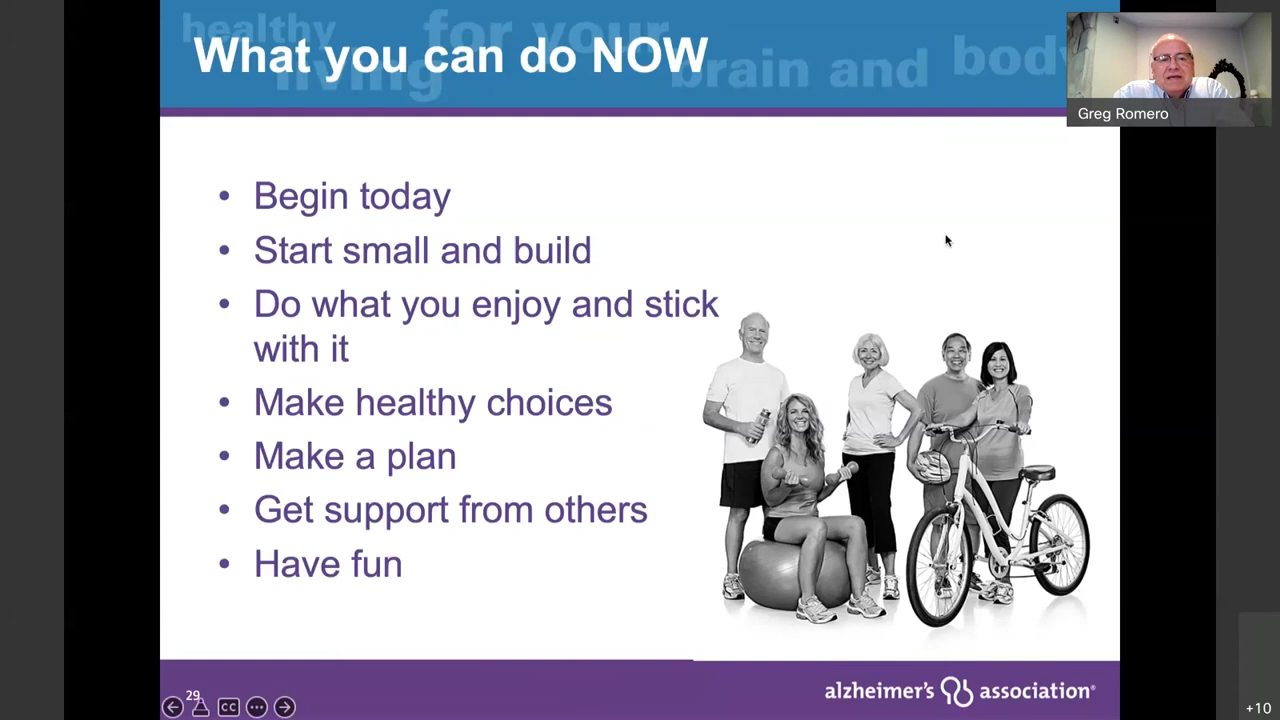 healthy living for your brain and body
What you can do NOW
Greg Romero
• Begin today
• Start small and build
• Do what you enjoy and stick
with it
• Make healthy choices
• Make a plan
• Get support from others
• Have fun
29
CC
alzheimer's association®
+10